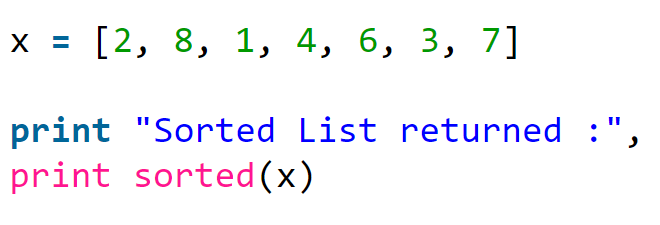 x = [2, 8, 1, 4, 6, 3, 7]
print "Sorted List returned :",
print sorted(x)